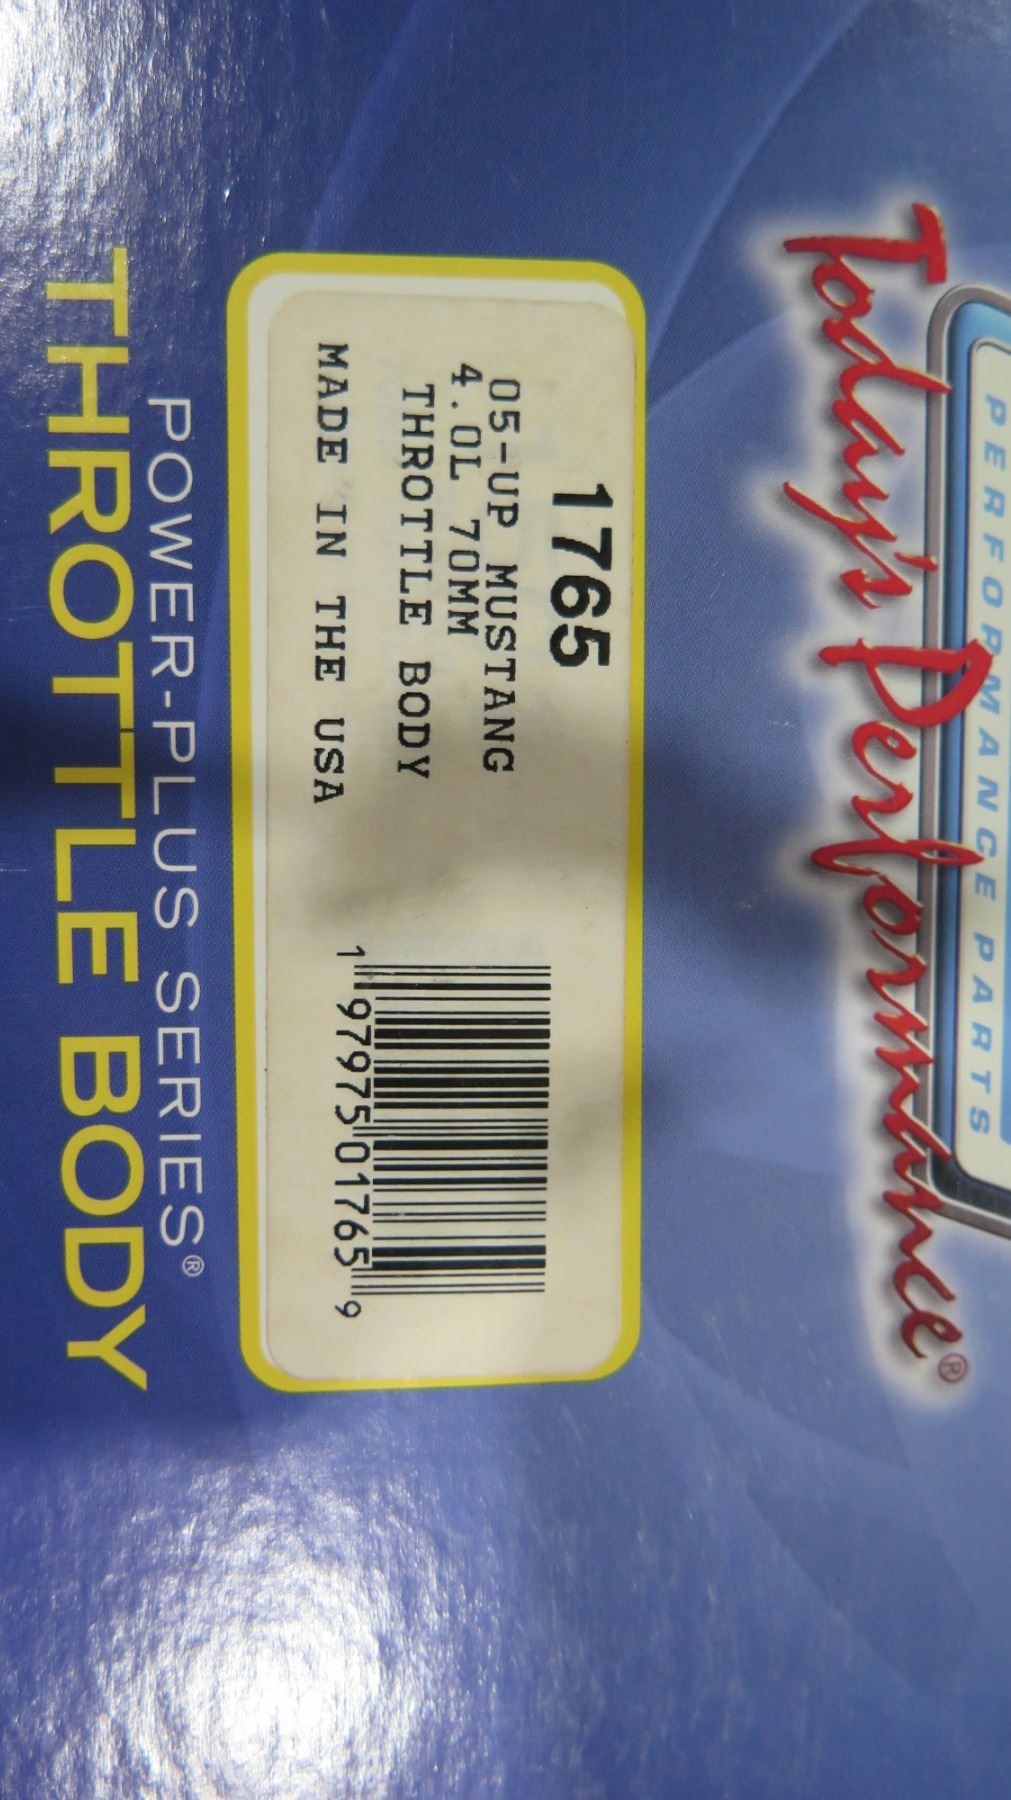 PERFORMANCE PARTS
Today's Performance®
1765
05-UP MUSTANG
4.0L 70MM
THROTTLE BODY
MADE IN THE USA
1 97975 01765 9
POWER-PLUS SERIES®
THROTTLE BODY